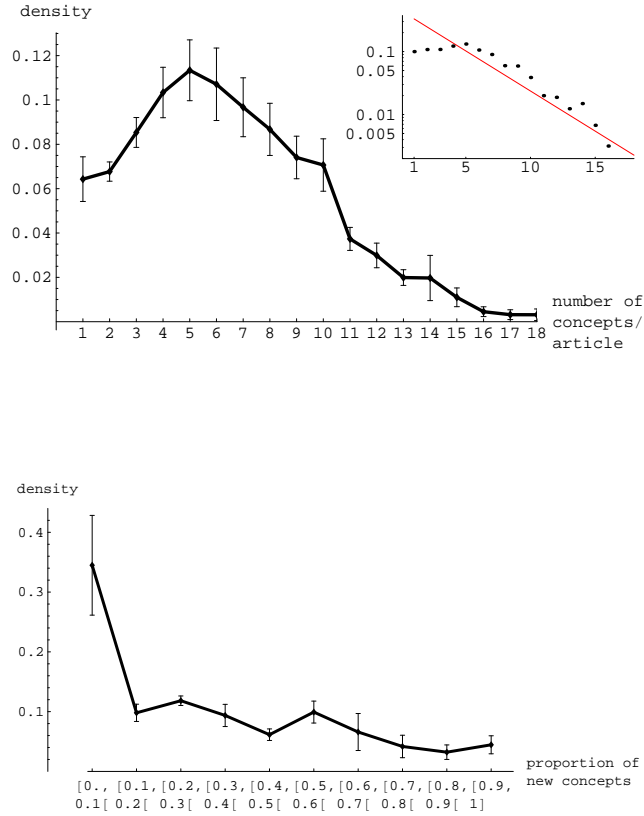 density
0.12
0.1
0.08
0.06
0.04
0.02
1 2 3 4 5 6 7 8 9 10 11 12 13 14 15 16 17 18
number of
concepts/
article
0.1
0.05
0.01
0.005
1 5 10 15
density
0.4
0.3
0.2
0.1
[0., [0.1, [0.2, [0.3, [0.4, [0.5, [0.6, [0.7, [0.8, [0.9,
0.1[ 0.2[ 0.3[ 0.4[ 0.5[ 0.6[ 0.7[ 0.8[ 0.9[ 1]
proportion of
new concepts